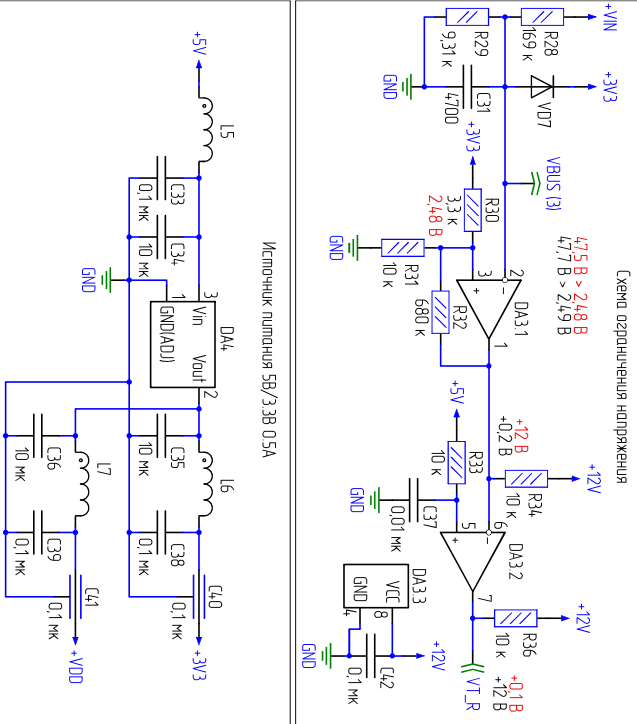 Схема ограничения напряжения
+VIN
R28
169 к
R29
9,31 к
+3V3
VD7
C31
4700
GND
VBUS (3)
47,5 В > 2,48 В
47,7 В > 2,49 В
+3V3
R30
3,3 к
2,48 В
R31
10 к
GND
R32
680 к
2
3
1
DA3.1
+12 В
+0,2 В
+12V
R34
10 к
+5V
R33
10 к
C37
0,01 мк
GND
6
5
7
DA3.2
+12V
R36
10 к
+0,1 В
+12 В
VT_R
DA3.3
VCC
GND
8
4
+12V
C42
0,1 мк
GND
Источник питания 5В/3.3В 0.5А
+5V
L5
C33
0,1 мк
C34
10 мк
GND
DA4
3
Vin
1
GND(ADJ)
Vout
2
C35
10 мк
L6
C38
0,1 мк
C40
0,1 мк
+3V3
C36
10 мк
L7
C39
0,1 мк
C41
0,1 мк
+VDD